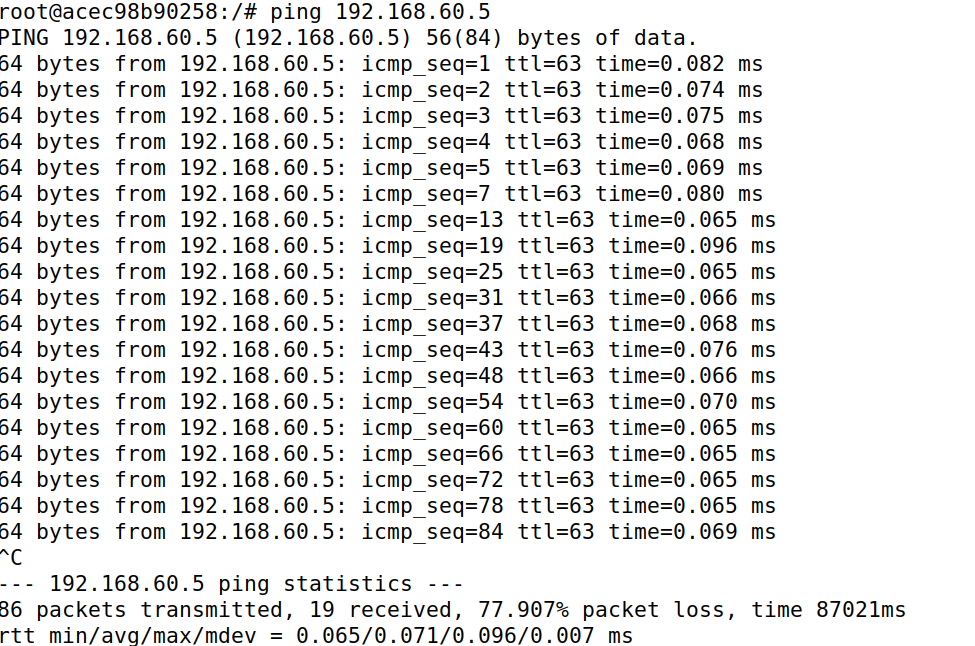 root@acec98b90258:/# ping 192.168.60.5
PING 192.168.60.5 (192.168.60.5) 56(84) bytes of data.
64 bytes from 192.168.60.5: icmp_seq=1 ttl=63 time=0.082 ms
64 bytes from 192.168.60.5: icmp_seq=2 ttl=63 time=0.074 ms
64 bytes from 192.168.60.5: icmp_seq=3 ttl=63 time=0.075 ms
64 bytes from 192.168.60.5: icmp_seq=4 ttl=63 time=0.068 ms
64 bytes from 192.168.60.5: icmp_seq=5 ttl=63 time=0.069 ms
64 bytes from 192.168.60.5: icmp_seq=7 ttl=63 time=0.080 ms
64 bytes from 192.168.60.5: icmp_seq=13 ttl=63 time=0.065 ms
64 bytes from 192.168.60.5: icmp_seq=19 ttl=63 time=0.096 ms
64 bytes from 192.168.60.5: icmp_seq=25 ttl=63 time=0.065 ms
64 bytes from 192.168.60.5: icmp_seq=31 ttl=63 time=0.066 ms
64 bytes from 192.168.60.5: icmp_seq=37 ttl=63 time=0.068 ms
64 bytes from 192.168.60.5: icmp_seq=43 ttl=63 time=0.076 ms
64 bytes from 192.168.60.5: icmp_seq=48 ttl=63 time=0.066 ms
64 bytes from 192.168.60.5: icmp_seq=54 ttl=63 time=0.070 ms
64 bytes from 192.168.60.5: icmp_seq=60 ttl=63 time=0.065 ms
64 bytes from 192.168.60.5: icmp_seq=66 ttl=63 time=0.065 ms
64 bytes from 192.168.60.5: icmp_seq=72 ttl=63 time=0.065 ms
64 bytes from 192.168.60.5: icmp_seq=78 ttl=63 time=0.065 ms
64 bytes from 192.168.60.5: icmp_seq=84 ttl=63 time=0.069 ms
^C
--- 192.168.60.5 ping statistics ---
86 packets transmitted, 19 received, 77.907% packet loss, time 87021ms
rtt min/avg/max/mdev = 0.065/0.071/0.096/0.007 ms